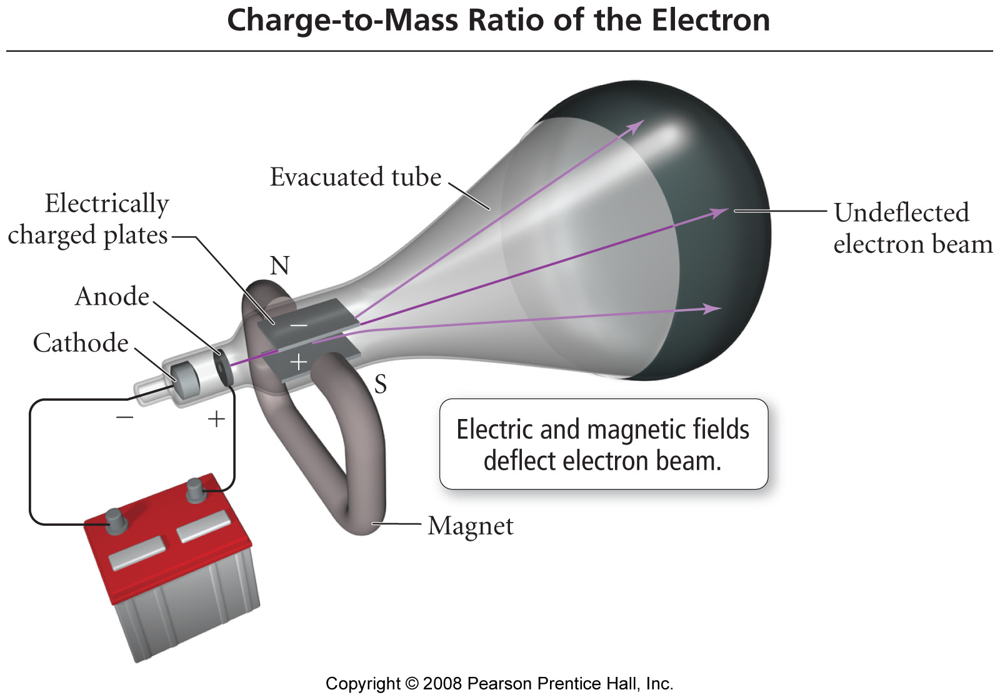 Charge-to-Mass Ratio of the Electron
Evacuated tube
Electrically
charged plates
Undeflected
electron beam
N
Anode
−
Cathode
+
S
−
+
Electric and magnetic fields
deflect electron beam.
Magnet
Copyright © 2008 Pearson Prentice Hall, Inc.